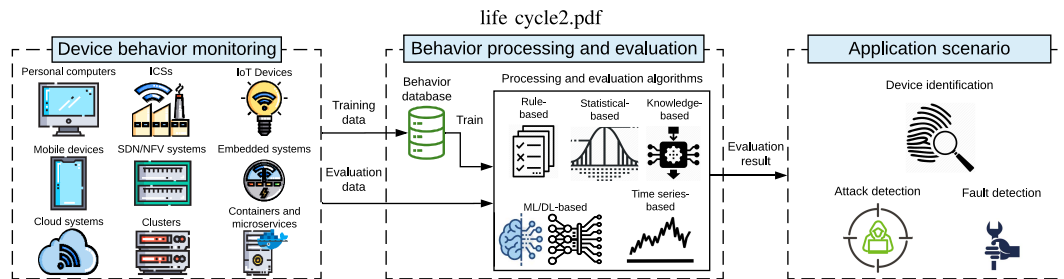 life cycle2.pdf
Device behavior monitoring
Personal computers
ICSs
IoT Devices
Mobile devices
SDN/NFV systems
Embedded systems
Cloud systems
Clusters
Containers and
microservices
Training
data
Evaluation
data
Behavior processing and evaluation
Behavior
database
Train
Processing and evaluation algorithms
Rule-
based
Statistical-
based
Knowledge-
based
ML/DL-based
Time series-
based
Evaluation
result
Application scenario
Device identification
Attack detection
Fault detection